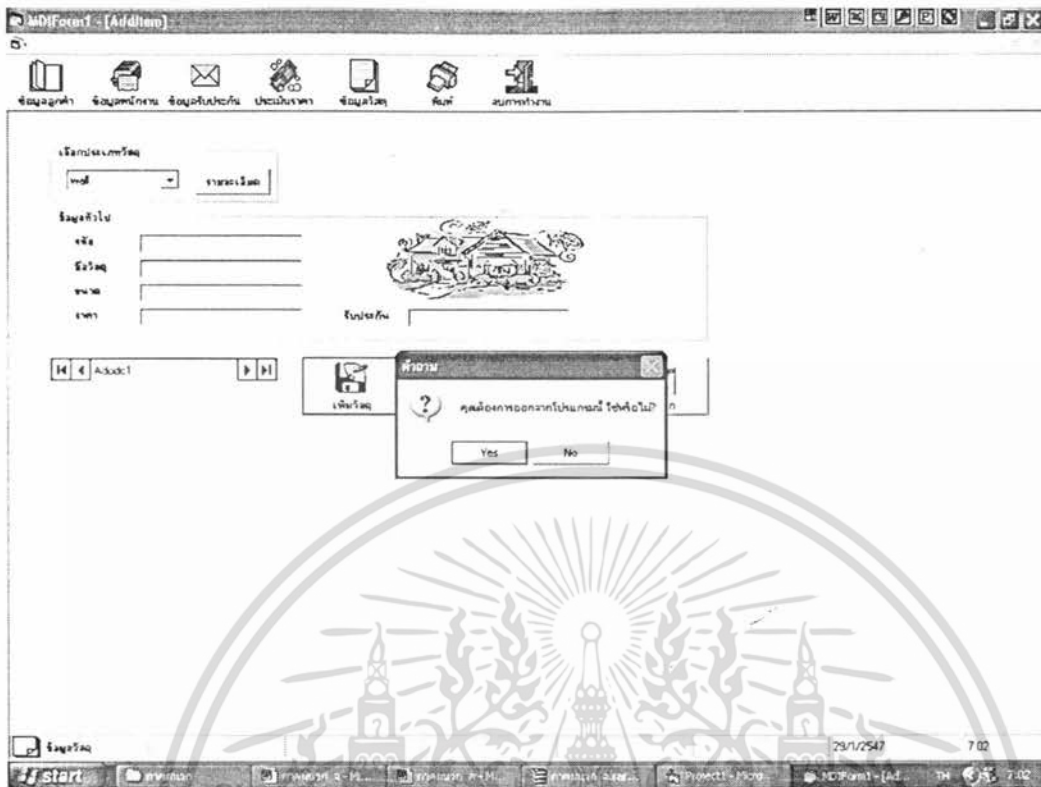 MDIForm1 - [AddItem]
ข้อมูลลูกค้า ข้อมูลพนักงาน ข้อมูลรับประกัน ประเมินราคา ข้อมูลวัสดุ พิมพ์ จบการทำงาน
เลือกประเภทวัสดุ
รายละเอียด
ข้อมูลทั่วไป
รหัส
ชื่อวัสดุ
ขนาด
ราคา
รับประกัน
Adodc1
เพิ่มวัสดุ
คำถาม
คุณต้องการออกจากโปรแกรมนี้ ใช่หรือไม่?
Yes No
ข้อมูลวัสดุ
29/1/2547 7:02
start
Project1 - Micro...
MDIForm1 - [Ad...
TH
7:02